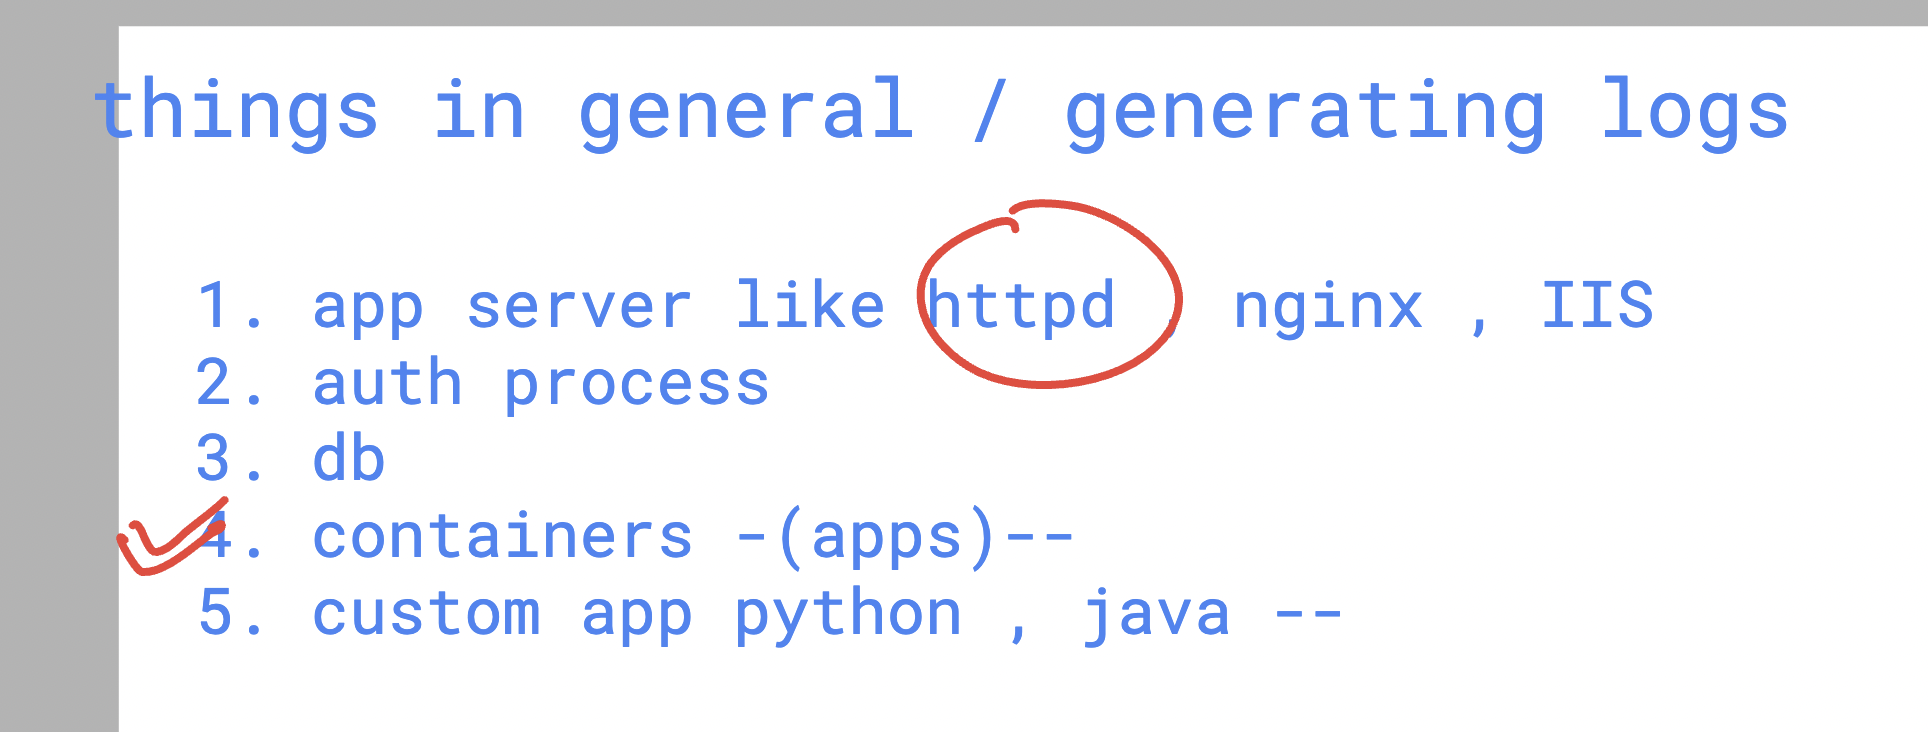 things in general / generating logs
1. app server like httpd , nginx , IIS
2. auth process
3. db
4. containers -(apps)--
5. custom app python , java --